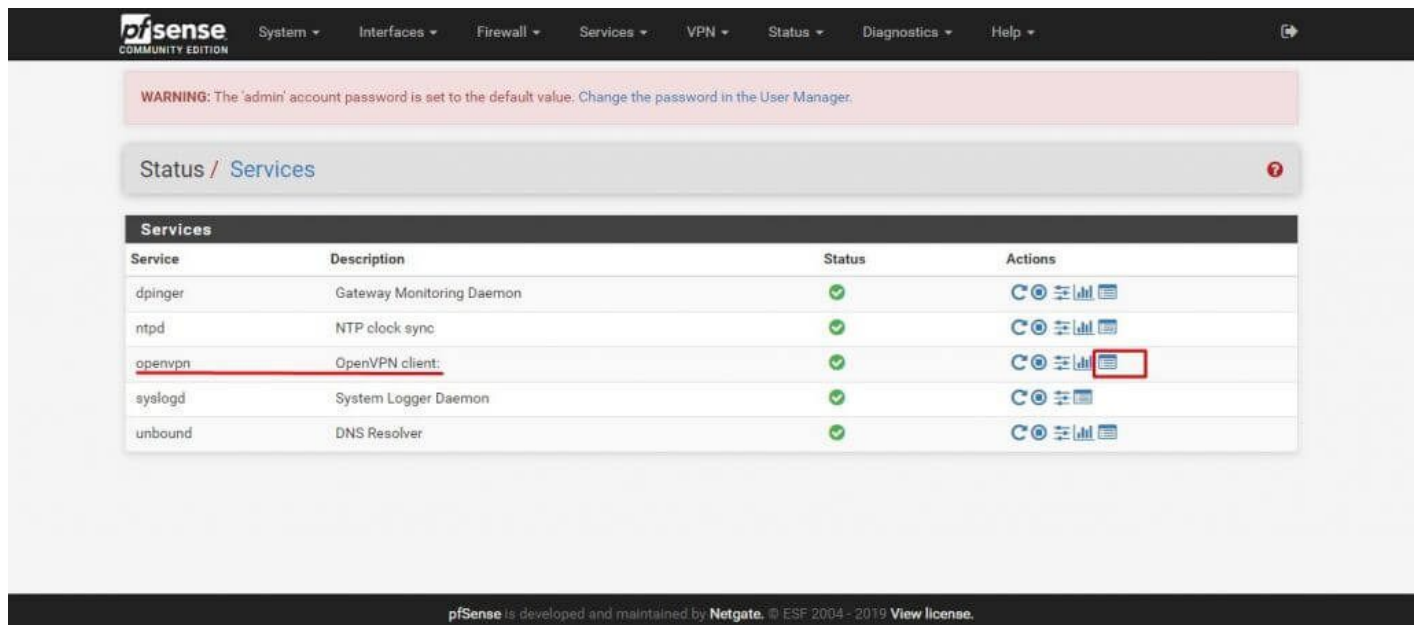 pfsense System Interfaces Firewall Services VPN Status Diagnostics Help
COMMUNITY EDITION
WARNING: The 'admin' account password is set to the default value. Change the password in the User Manager.
Status / Services
Services
Service Description Status Actions
dpinger Gateway Monitoring Daemon
ntpd NTP clock sync
openvpn OpenVPN client:
syslogd System Logger Daemon
unbound DNS Resolver
pfSense is developed and maintained by Netgate. © ESF 2004 - 2019 View license.